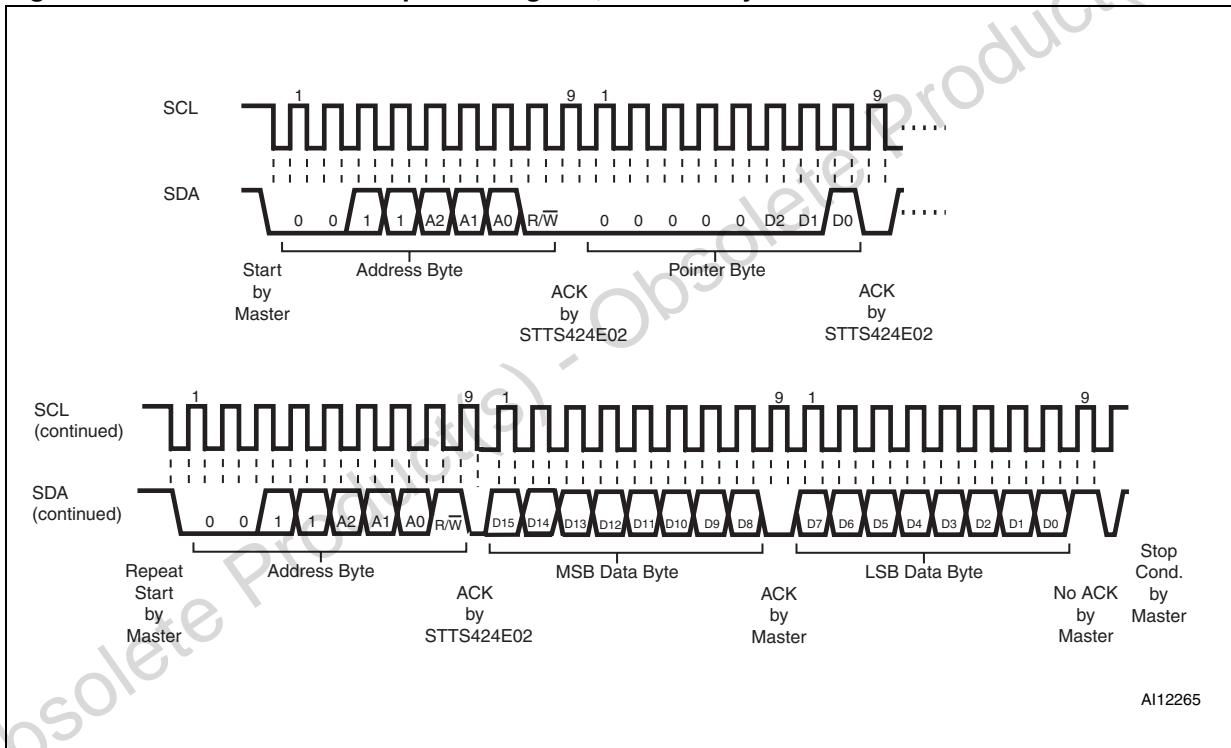 1 9 1 9
SCL
SDA
0 0 1 1 A2 A1 A0 R/W 0 0 0 0 0 D2 D1 D0
Address Byte Pointer Byte
Start
by
Master
ACK
by
STTS424E02
ACK
by
STTS424E02
1 9 1 9 1 9
SCL
(continued)
SDA
(continued)
0 0 1 1 A2 A1 A0 R/W D15 D14 D13 D12 D11 D10 D9 D8 D7 D6 D5 D4 D3 D2 D1 D0
Address Byte MSB Data Byte LSB Data Byte
Repeat
Start
by
Master
ACK
by
STTS424E02
ACK
by
Master
No ACK
by
Master
Stop
Cond.
by
Master
AI12265
Obsolete Product(s) - Obsolete Product(s)